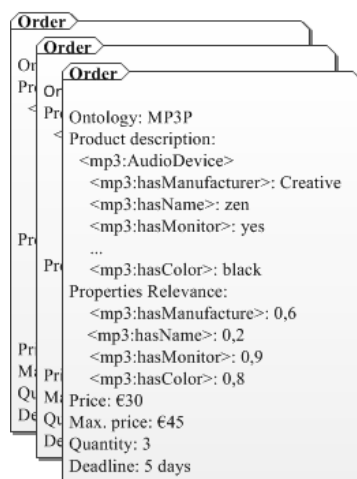 Order
Order
Order
Ontology: MP3P
Product description:
<mp3:AudioDevice>
<mp3:hasManufacturer>: Creative
<mp3:hasName>: zen
<mp3:hasMonitor>: yes
...
<mp3:hasColor>: black
Properties Relevance:
<mp3:hasManufacture>: 0,6
<mp3:hasName>: 0,2
<mp3:hasMonitor>: 0,9
<mp3:hasColor>: 0,8
Price: €30
Max. price: €45
Quantity: 3
Deadline: 5 days